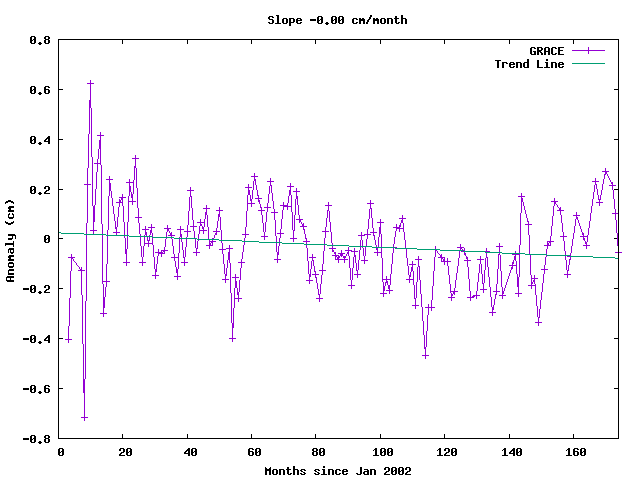 Slope -0.00 cm/month
GRACE
Trend Line
0.8
0.6
0.4
0.2
0
-0.2
-0.4
-0.6
-0.8
Anomaly (cm)
0 20 40 60 80 100 120 140 160
Months since Jan 2002